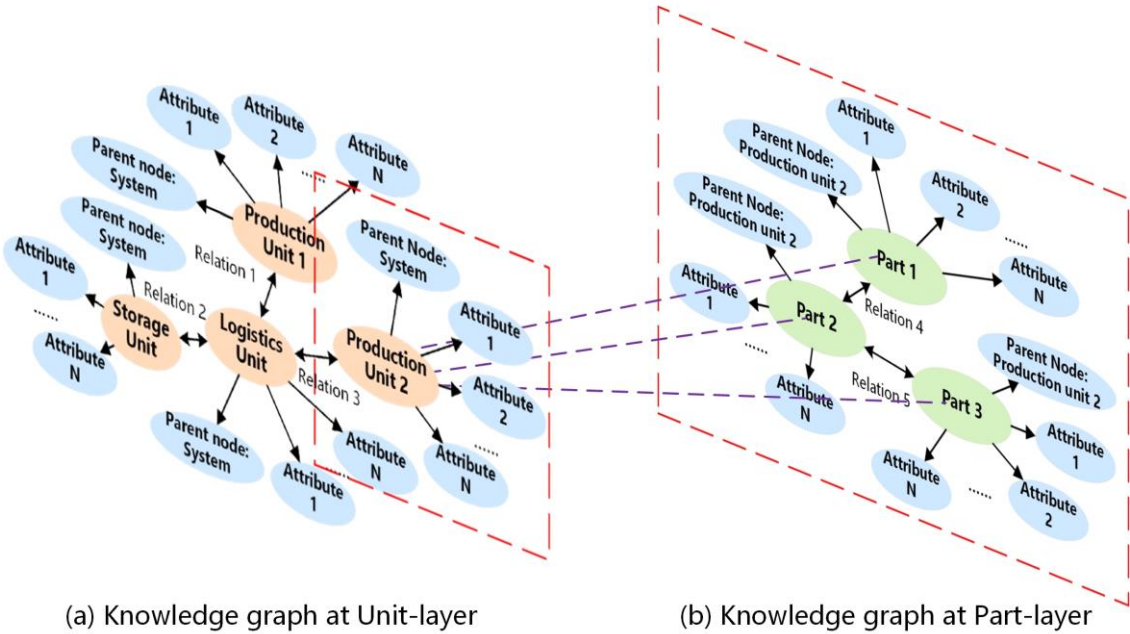 Attribute
1
Attribute
2
Attribute
N
......
Parent node:
System
Production
Unit 1
Parent node:
System
Parent Node:
System
Relation 1
Attribute
1
Relation 2
Storage
Unit
Logistics
Unit
Production
Unit 2
Attribute
1
......
Attribute
N
Relation 3
Attribute
2
Parent node:
System
Attribute
1
......
Attribute
N
......
Attribute
N
Attribute
1
Parent Node:
Production unit 2
Parent Node:
Production unit 2
Attribute
2
......
Part 1
Attribute
N
Attribute
1
Part 2
Relation 4
......
Attribute
N
Relation 5
Parent Node:
Production unit 2
Part 3
Attribute
1
Attribute
N
......
Attribute
2
(a) Knowledge graph at Unit-layer
(b) Knowledge graph at Part-layer